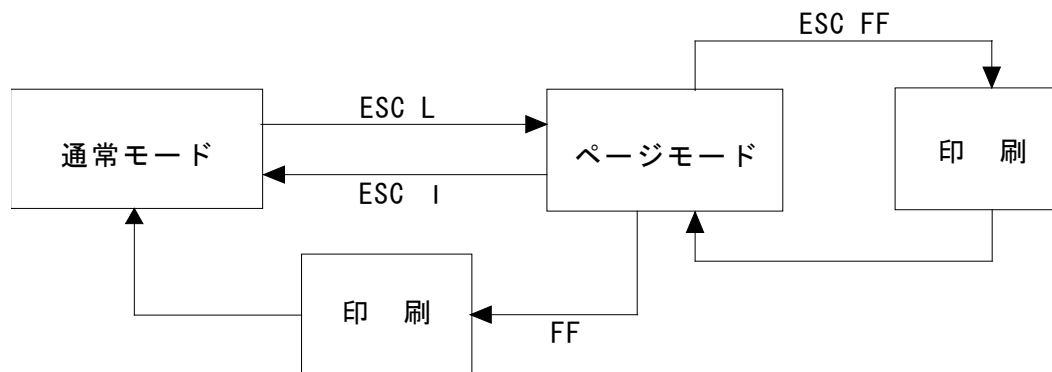 ESC FF
ESC L
通常モード
ページモード
印 刷
ESC I
印 刷
FF